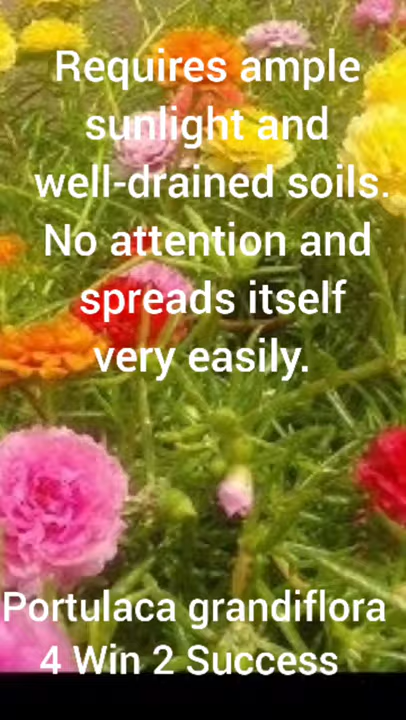 Requires ample
sunlight and
well-drained soils.
No attention and
spreads itself
very easily.
Portulaca grandiflora
4 Win 2 Success